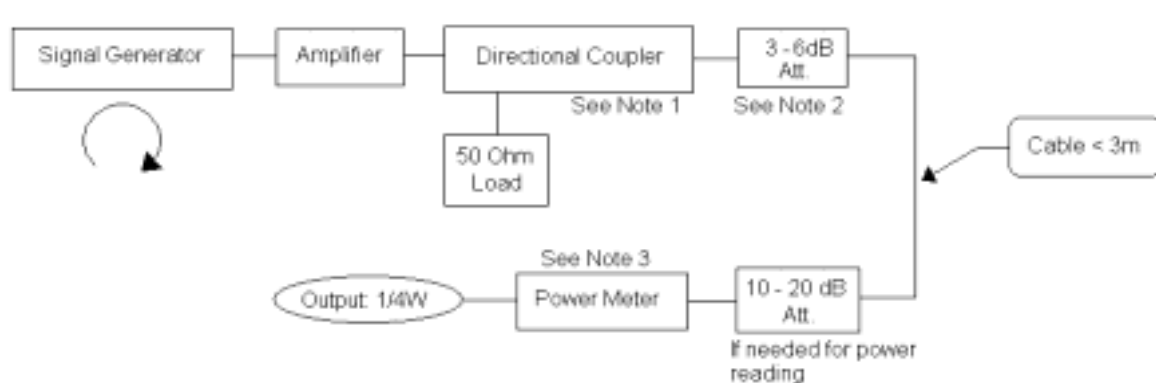 Signal Generator
Amplifier
Directional Coupler
3 - 6dB
Att.
See Note 1
See Note 2
50 Ohm
Load
Cable < 3m
See Note 3
Output: 1/4W
Power Meter
10 - 20 dB
Att.
If needed for power
reading